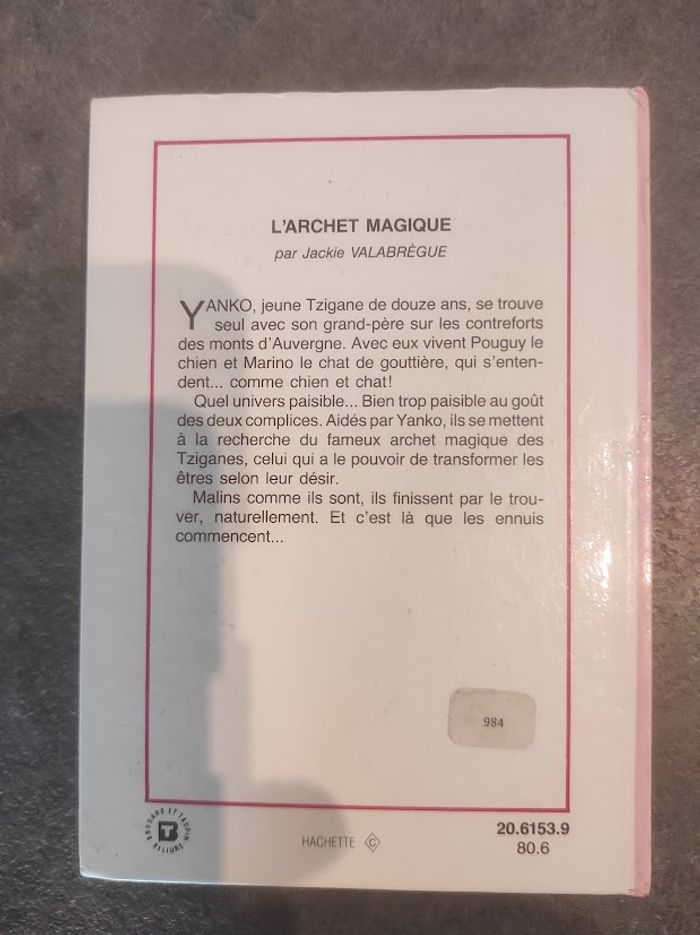 L'ARCHET MAGIQUE
par Jackie VALABRÈGUE
YANKO, jeune Tzigane de douze ans, se trouve
seul avec son grand-père sur les contreforts
des monts d'Auvergne. Avec eux vivent Pouguy le
chien et Marino le chat de gouttière, qui s'enten-
dent... comme chien et chat!
Quel univers paisible... Bien trop paisible au goût
des deux complices. Aidés par Yanko, ils se mettent
à la recherche du fameux archet magique des
Tziganes, celui qui a le pouvoir de transformer les
êtres selon leur désir.
Malins comme ils sont, ils finissent par le trou-
ver, naturellement. Et c'est là que les ennuis
commencent...
984
BRODARD ET TAUPIN
RELIURE
HACHETTE C
20.6153.9
80.6